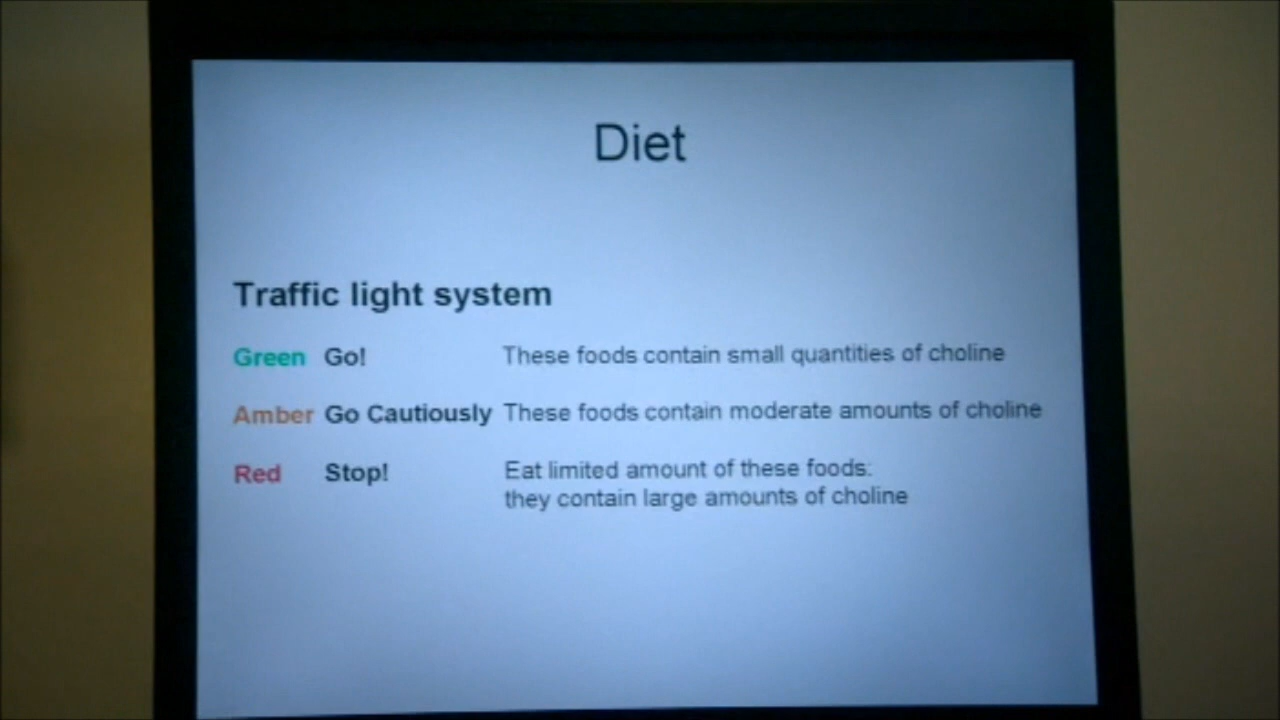 Diet
Traffic light system
Green Go! These foods contain small quantities of choline
Amber Go Cautiously These foods contain moderate amounts of choline
Red Stop! Eat limited amount of these foods:
they contain large amounts of choline